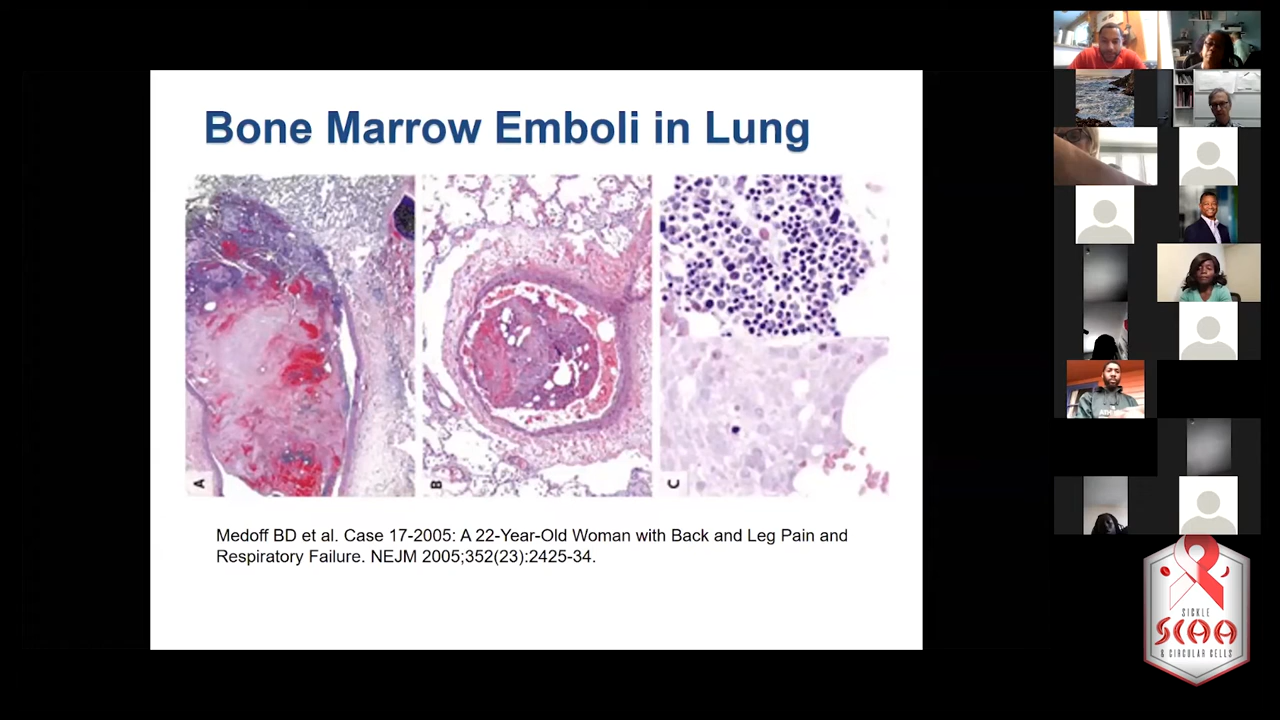 Bone Marrow Emboli in Lung
A
B
C
Medoff BD et al. Case 17-2005: A 22-Year-Old Woman with Back and Leg Pain and
Respiratory Failure. NEJM 2005;352(23):2425-34.
SICKLE
SCAA
& CIRCULAR CELLS